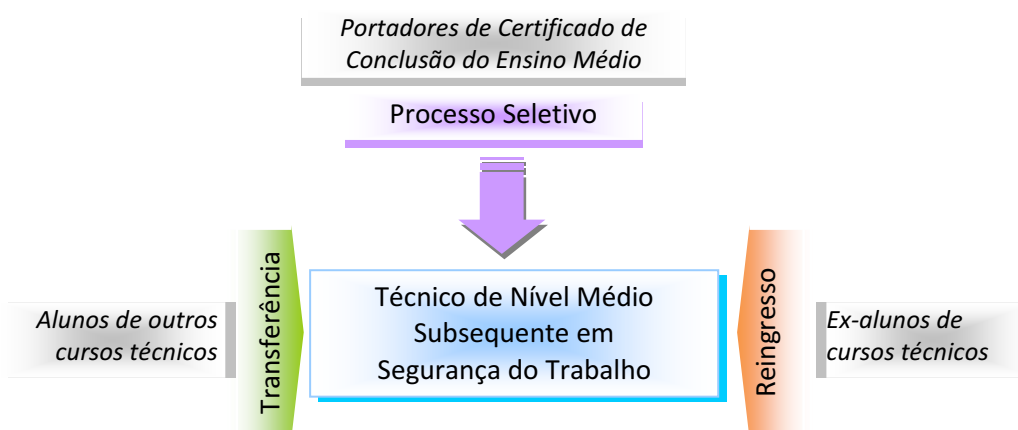 Portadores de Certificado de
Conclusão do Ensino Médio
Processo Seletivo
Transferência
Alunos de outros
cursos técnicos
Técnico de Nível Médio
Subsequente em
Segurança do Trabalho
Reingresso
Ex-alunos de
cursos técnicos